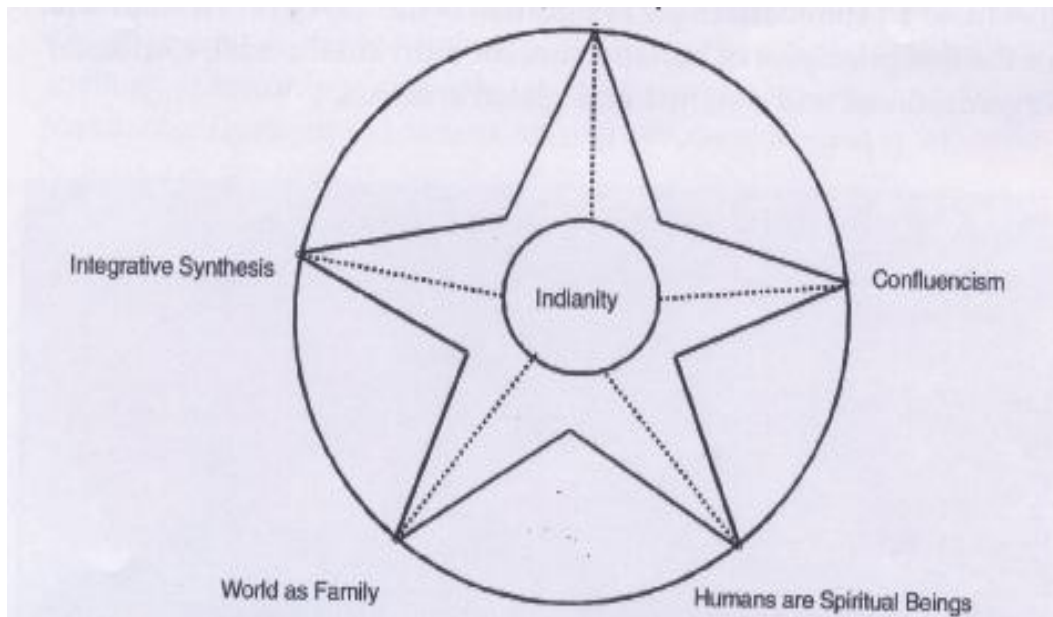 Integrative Synthesis
Indianity
Confluencism
World as Family
Humans are Spiritual Beings